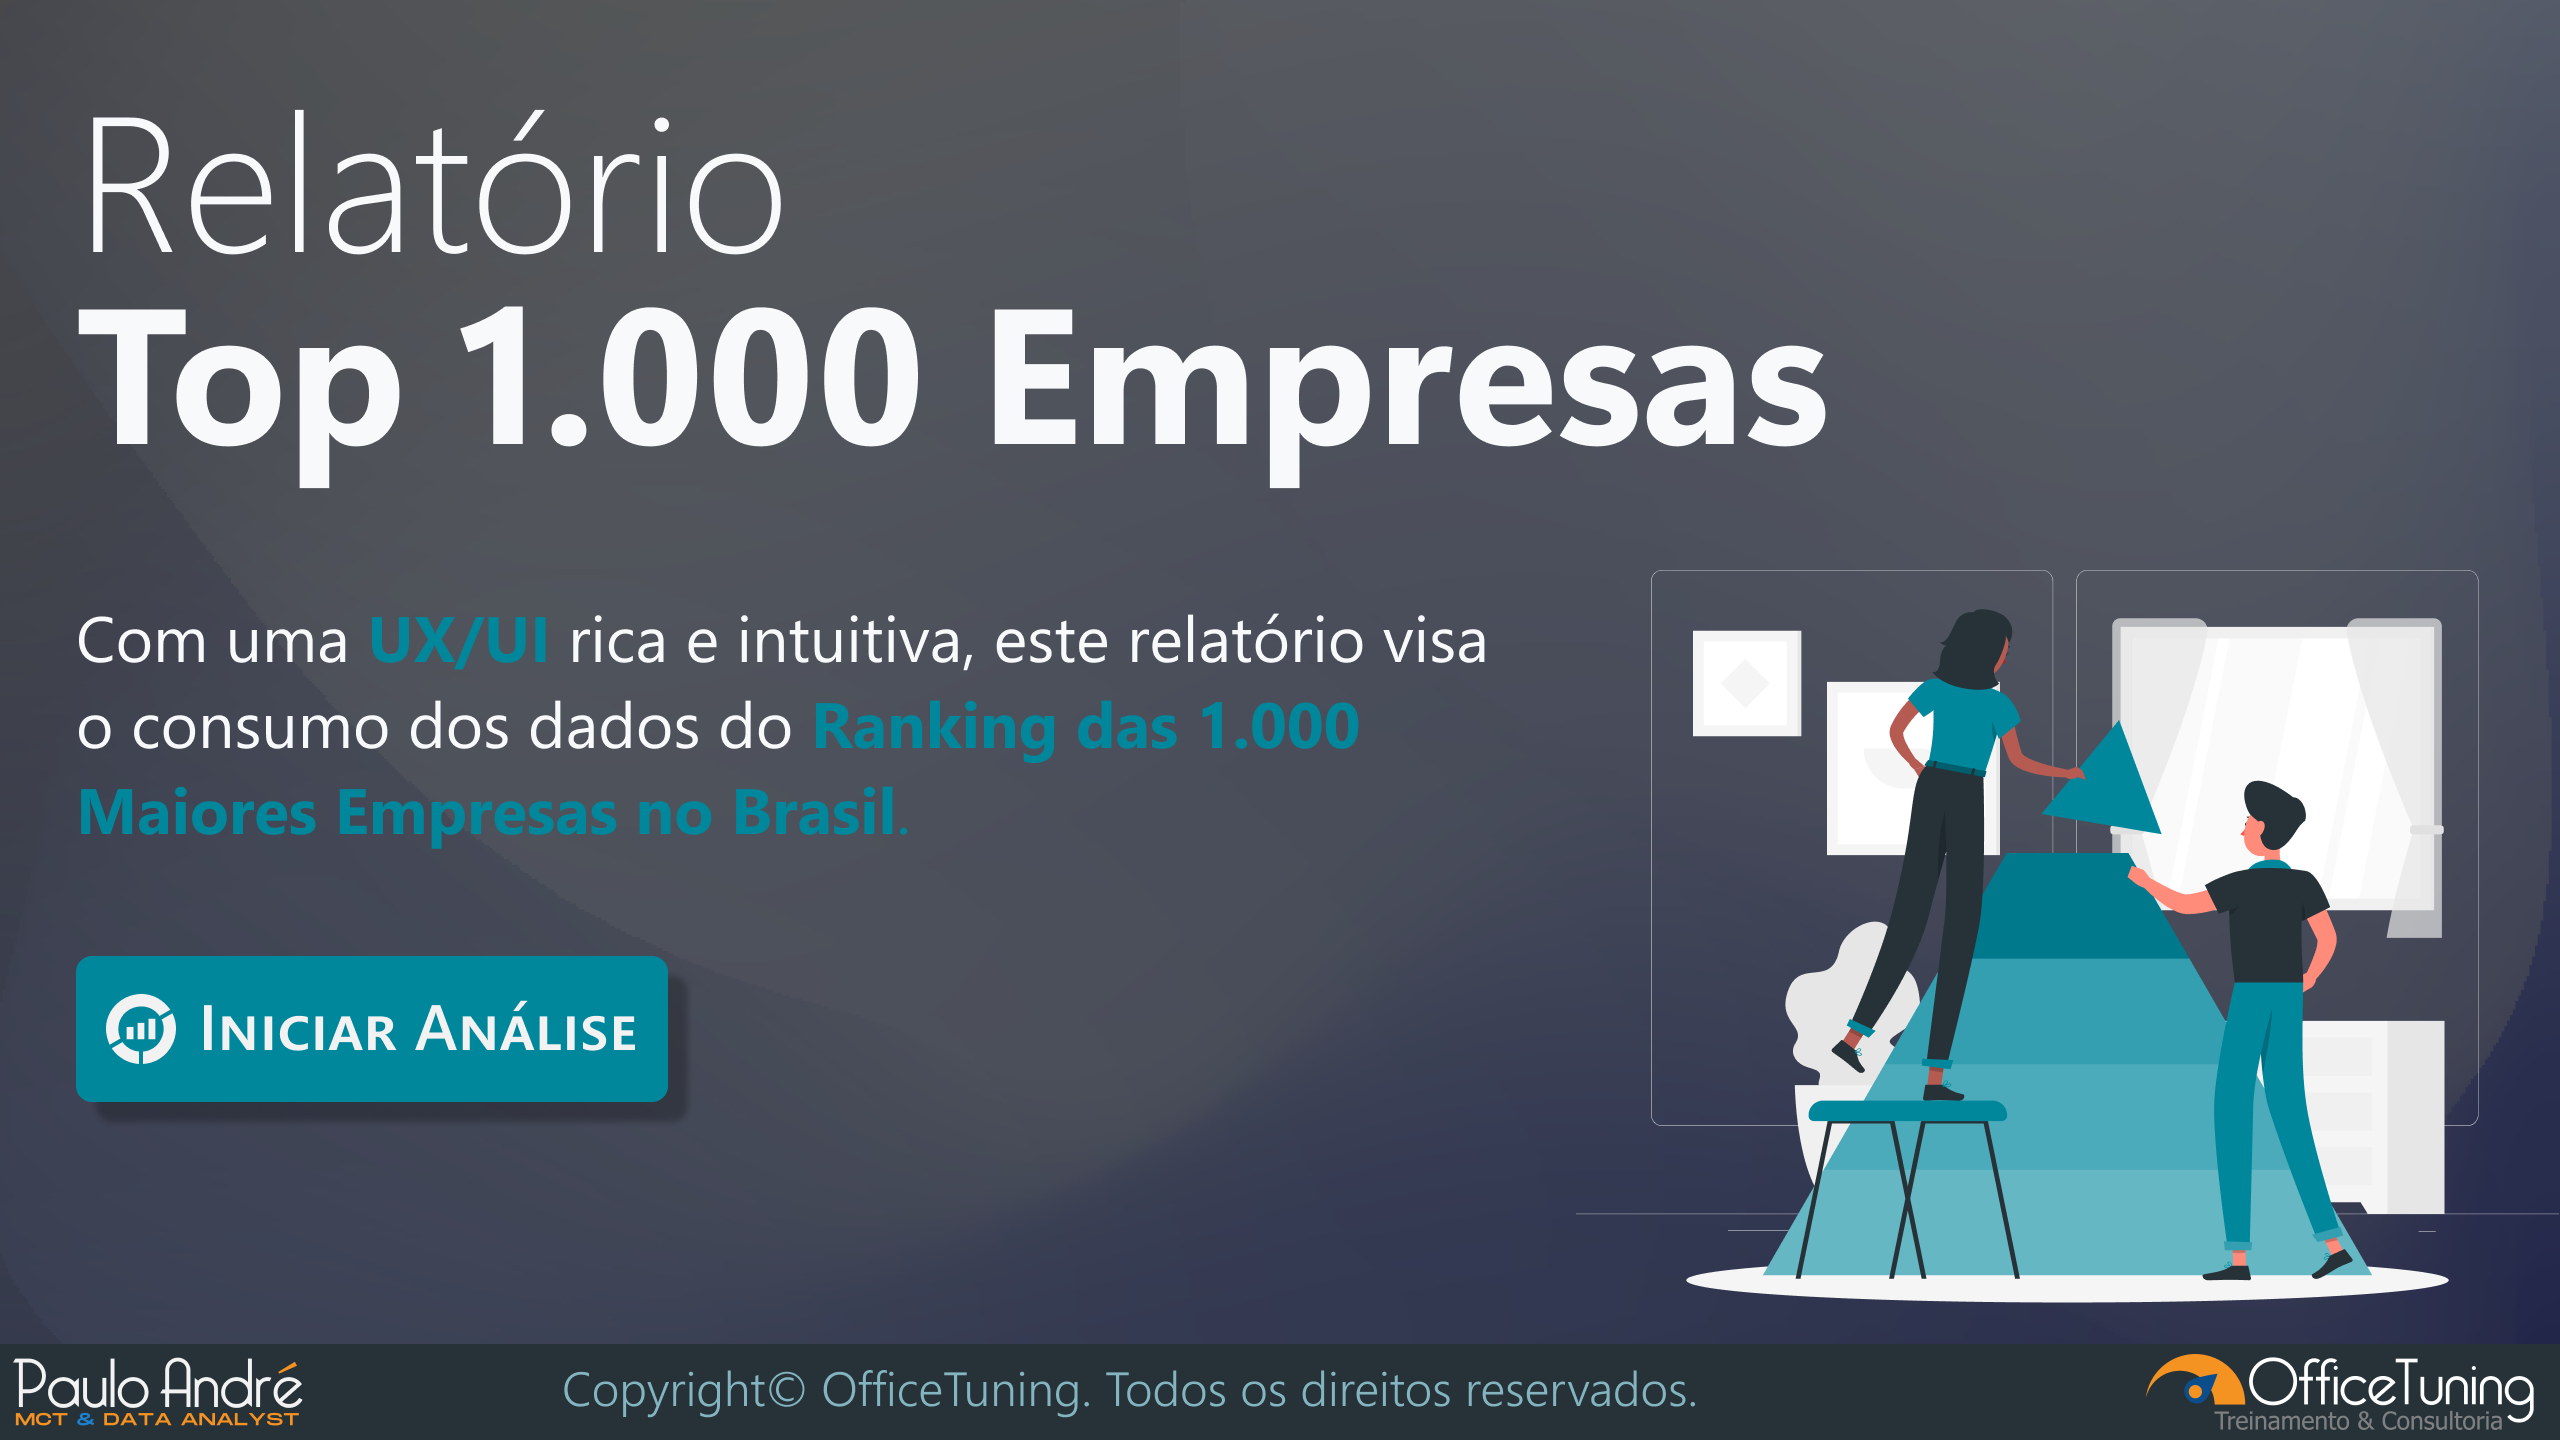 Relatório
Top 1.000 Empresas
Com uma UX/UI rica e intuitiva, este relatório visa
o consumo dos dados do Ranking das 1.000
Maiores Empresas no Brasil.
Iniciar Análise
Paulo André
MCT & DATA ANALYST
Copyright© OfficeTuning. Todos os direitos reservados.
OfficeTuning
Treinamento & Consultoria